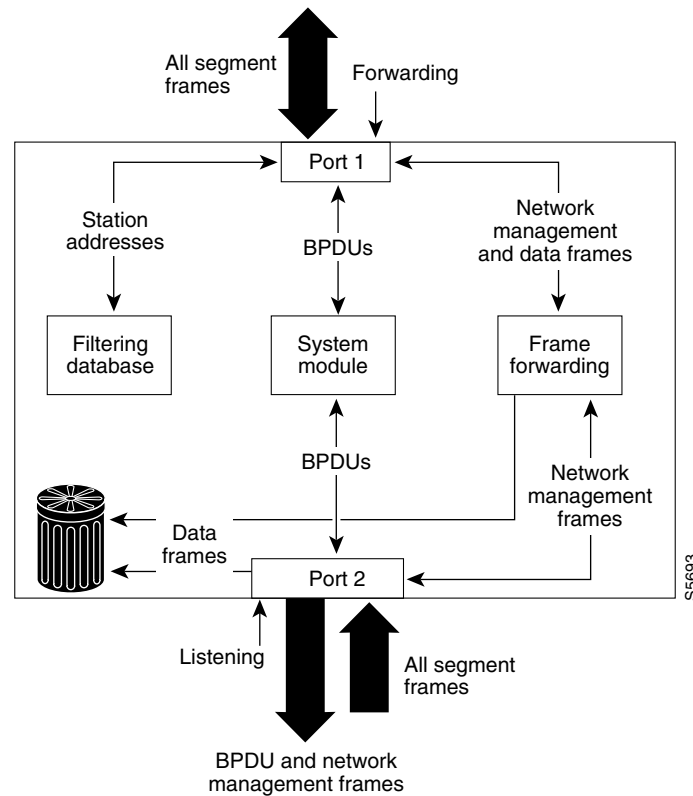 All segment
frames
Forwarding
Port 1
Station
addresses
BPDUs
Network
management
and data frames
Filtering
database
System
module
Frame
forwarding
BPDUs
Network
management
frames
Data
frames
Port 2
S5693
Listening
All segment
frames
BPDU and network
management frames